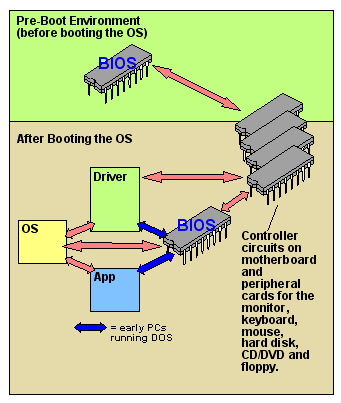 Pre-Boot Environment
(before booting the OS)
BIOS
After Booting the OS
Driver
OS
BIOS
App
Controller
circuits on
motherboard
and
peripheral
cards for the
monitor,
keyboard,
mouse,
hard disk,
CD/DVD and
floppy.
= early PCs
running DOS